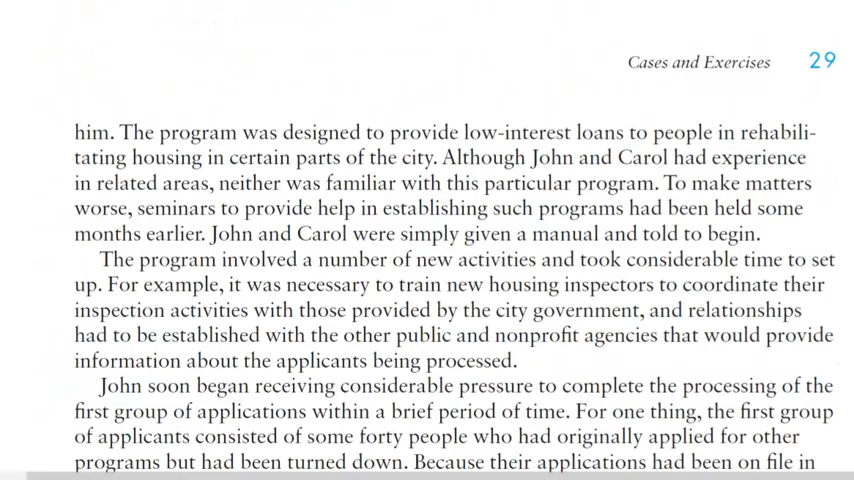 Cases and Exercises 29
him. The program was designed to provide low-interest loans to people in rehabili-
tating housing in certain parts of the city. Although John and Carol had experience
in related areas, neither was familiar with this particular program. To make matters
worse, seminars to provide help in establishing such programs had been held some
months earlier. John and Carol were simply given a manual and told to begin.
The program involved a number of new activities and took considerable time to set
up. For example, it was necessary to train new housing inspectors to coordinate their
inspection activities with those provided by the city government, and relationships
had to be established with the other public and nonprofit agencies that would provide
information about the applicants being processed.
John soon began receiving considerable pressure to complete the processing of the
first group of applications within a brief period of time. For one thing, the first group
of applicants consisted of some forty people who had originally applied for other
programs but had been turned down. Because their applications had been on file in